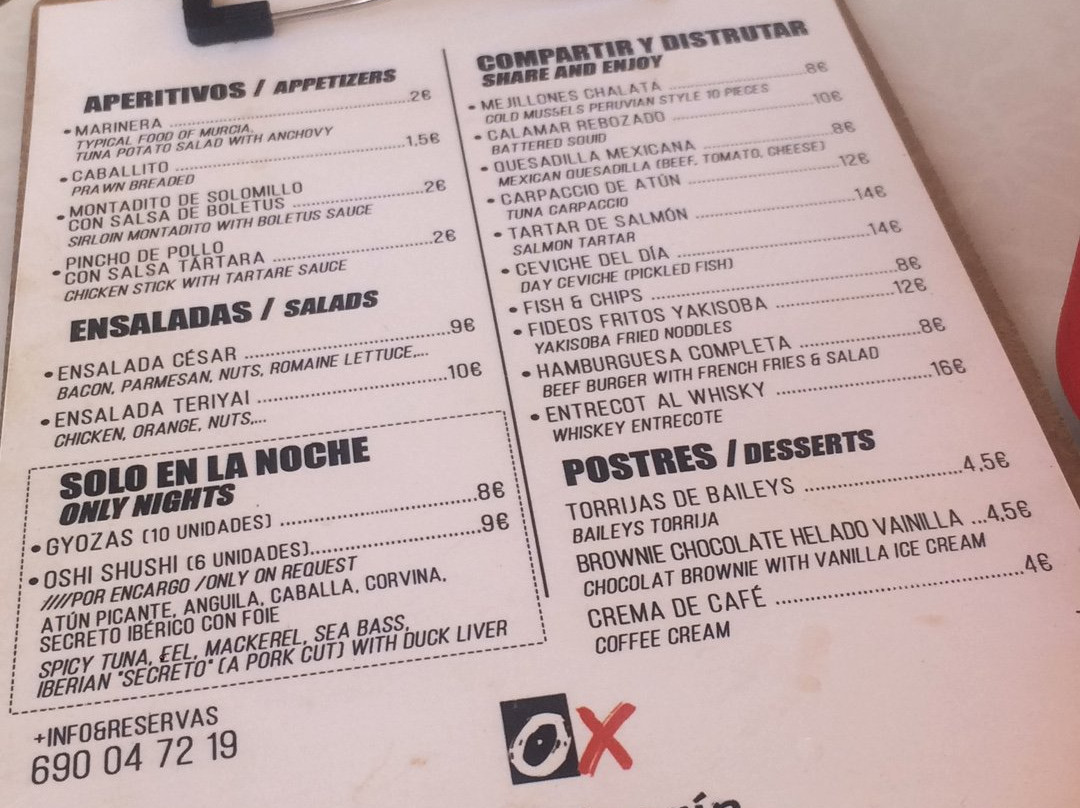 APERITIVOS / APPETIZERS
• MARINERA ........ 2€
TYPICAL FOOD OF MURCIA.
TUNA POTATO SALAD WITH ANCHOVY
• CABALLITO ........ 1,5€
PRAWN BREADED
• MONTADITO DE SOLOMILLO
CON SALSA DE BOLETUS ........ 2€
SIRLOIN MONTADITO WITH BOLETUS SAUCE
• PINCHO DE POLLO
CON SALSA TÁRTARA ........ 2€
CHICKEN STICK WITH TARTARE SAUCE
ENSALADAS / SALADS
• ENSALADA CÉSAR ........ 9€
BACON, PARMESAN, NUTS, ROMAINE LETTUCE,...
• ENSALADA TERIYAI ........ 10€
CHICKEN, ORANGE, NUTS,...
SOLO EN LA NOCHE
ONLY NIGHTS
• GYOZAS (10 UNIDADES) ........ 8€
• OSHI SHUSHI (6 UNIDADES)........ 9€
////POR ENCARGO /ONLY ON REQUEST
ATÚN PICANTE, ANGUILA, CABALLA, CORVINA,
SECRETO IBÉRICO CON FOIE
SPICY TUNA, EEL, MACKEREL, SEA BASS,
IBERIAN "SECRETO" (A PORK CUT) WITH DUCK LIVER
+INFO&RESERVAS
690 04 72 19
COMPARTIR Y DISTRUTAR
SHARE AND ENJOY
• MEJILLONES CHALATA ........ 8€
COLD MUSSELS PERUVIAN STYLE 10 PIECES
• CALAMAR REBOZADO ........ 10€
BATTERED SQUID
• QUESADILLA MEXICANA ........ 8€
MEXICAN QUESADILLA (BEEF, TOMATO, CHEESE)
• CARPACCIO DE ATÚN ........ 12€
TUNA CARPACCIO
• TARTAR DE SALMÓN ........ 14€
SALMON TARTAR
• CEVICHE DEL DÍA ........ 14€
DAY CEVICHE (PICKLED FISH)
• FISH & CHIPS ........ 8€
• FIDEOS FRITOS YAKISOBA ........ 12€
YAKISOBA FRIED NOODLES
• HAMBURGUESA COMPLETA ........ 8€
BEEF BURGER WITH FRENCH FRIES & SALAD
• ENTRECOT AL WHISKY ........ 16€
WHISKEY ENTRECOTE
POSTRES / DESSERTS
TORRIJAS DE BAILEYS ........ 4,5€
BAILEYS TORRIJA
BROWNIE CHOCOLATE HELADO VAINILLA ...4,5€
CHOCOLAT BROWNIE WITH VANILLA ICE CREAM
CREMA DE CAFÉ ........ 4€
COFFEE CREAM
OX